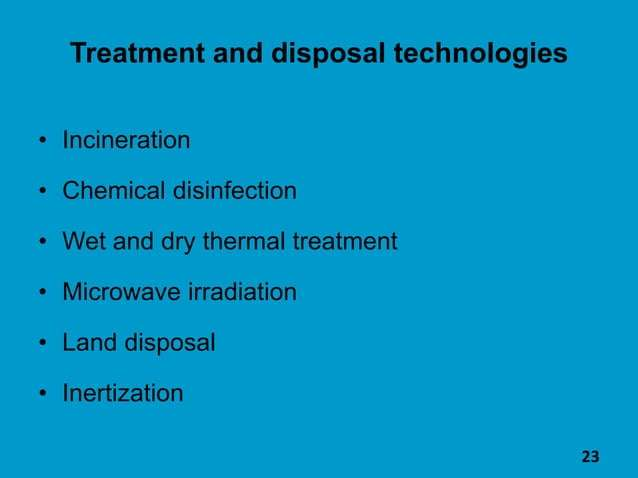 Treatment and disposal technologies
• Incineration
• Chemical disinfection
• Wet and dry thermal treatment
• Microwave irradiation
• Land disposal
• Inertization
23